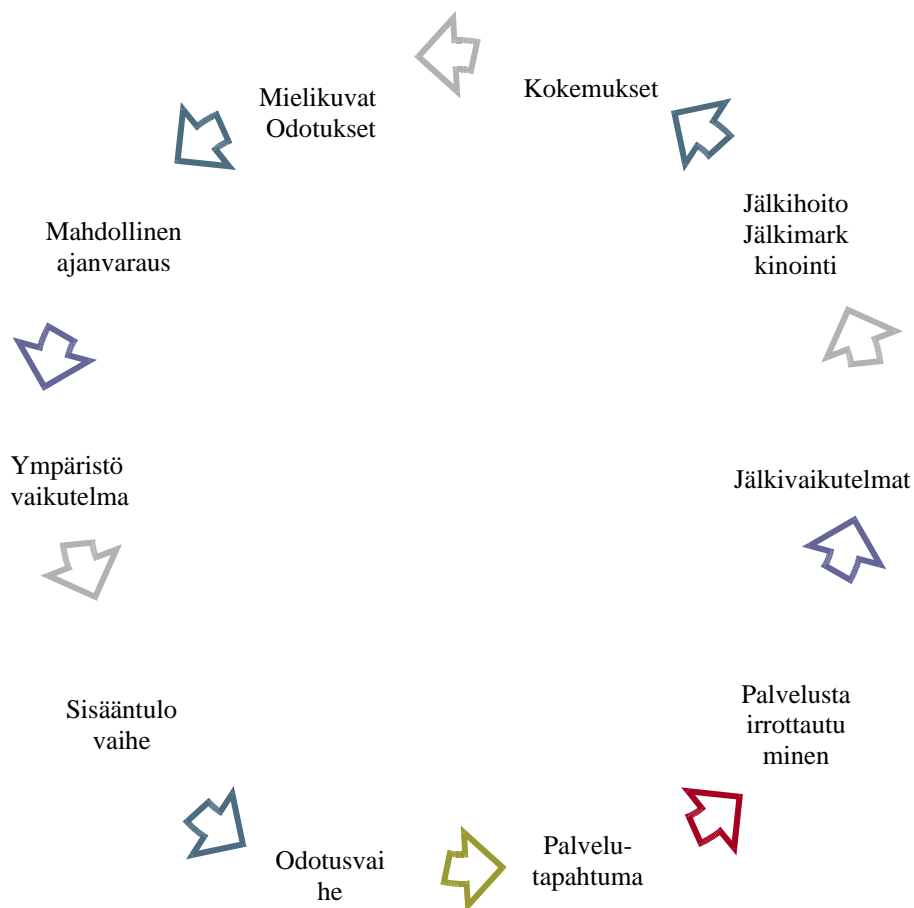 Kokemukset
Mielikuvat
Odotukset
Mahdollinen
ajanvaraus
Ympäristö
vaikutelma
Sisääntulo
vaihe
Odotusvai
he
Palvelu-
tapahtuma
Palvelusta
irrottautu
minen
Jälkivaikutelmat
Jälkihoito
Jälkimark
kinointi